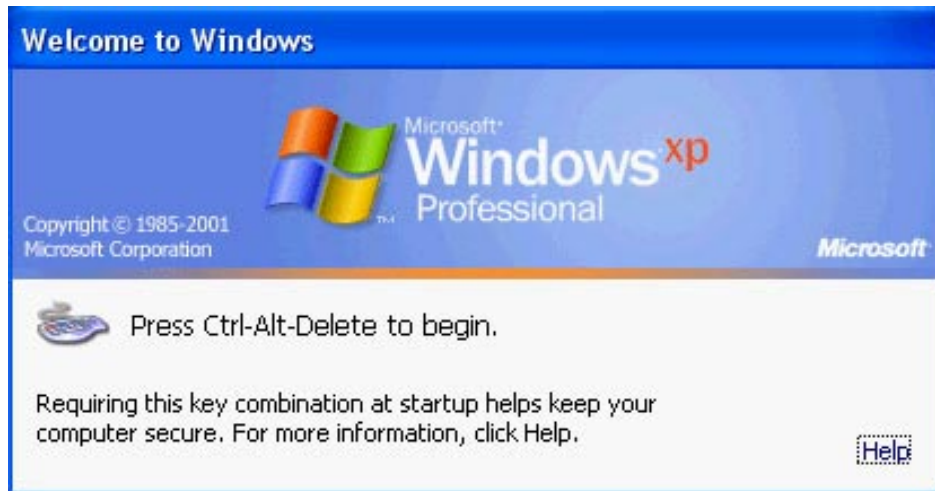 Welcome to Windows
Microsoft®
Windows xp
Professional
TM
Copyright © 1985-2001
Microsoft Corporation
Microsoft
Press Ctrl-Alt-Delete to begin.
Requiring this key combination at startup helps keep your
computer secure. For more information, click Help.
Help